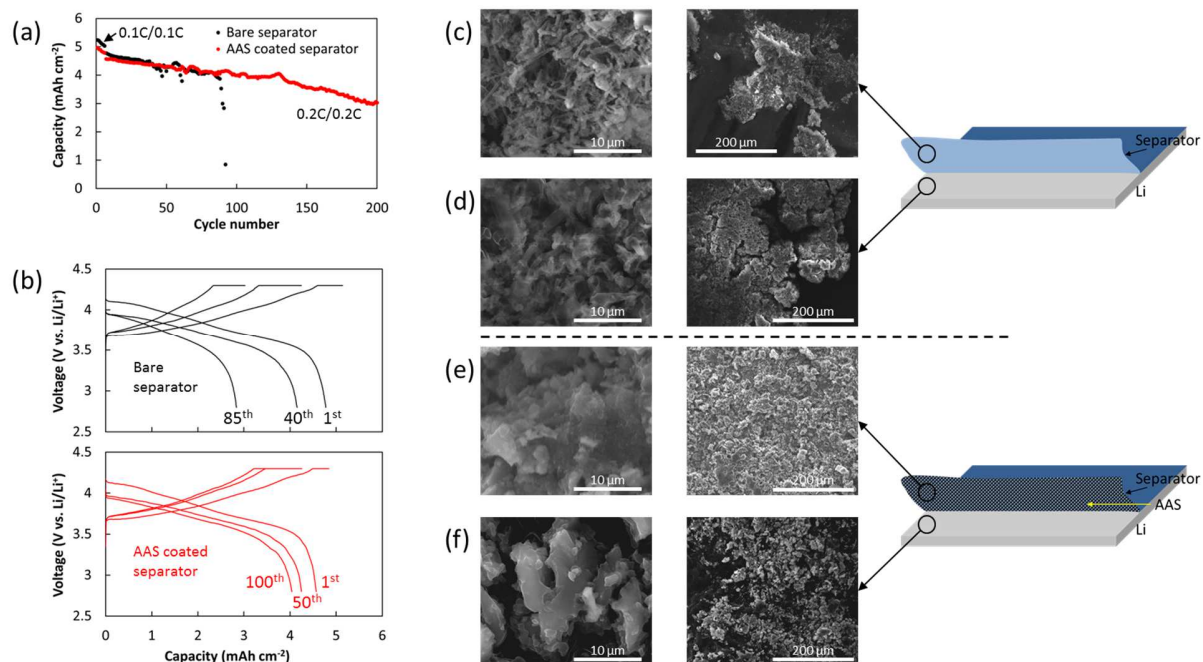 (a)
6
5
4
3
2
1
0
Capacity (mAh cm⁻²)
0.1C/0.1C
Bare separator
AAS coated separator
0.2C/0.2C
0 50 100 150 200
Cycle number
(b)
4.5
4
3.5
3
2.5
Voltage (V vs. Li/Li⁺)
Bare
separator
85ᵗʰ 40ᵗʰ 1ˢᵗ
4.5
4
3.5
3
2.5
Voltage (V vs. Li/Li⁺)
AAS coated
separator
100ᵗʰ 1ˢᵗ
50ᵗʰ
0 1 2 3 4 5 6
Capacity (mAh cm⁻²)
(c)
10 µm
200 µm
Separator
Li
(d)
10 µm
200 µm
(e)
10 µm
200 µm
Separator
AAS
Li
(f)
10 µm
200 µm